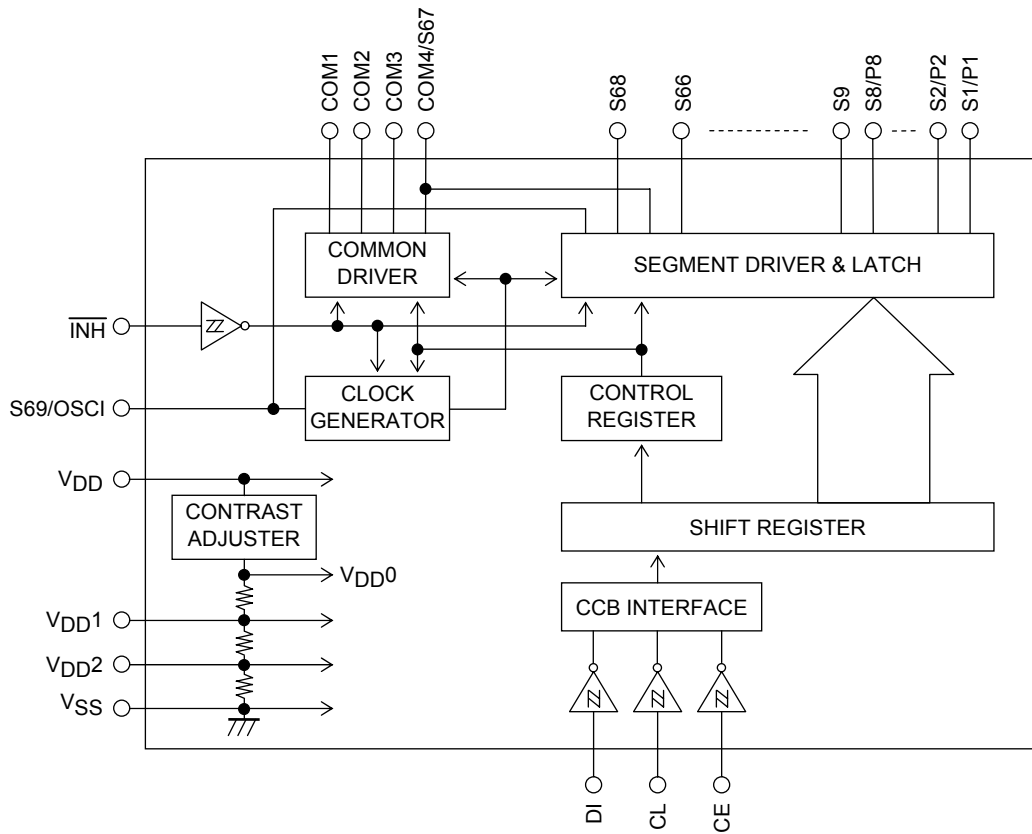 COM1
COM2
COM3
COM4/S67
S68
S66
S9
S8/P8
S2/P2
S1/P1
COMMON
DRIVER
SEGMENT DRIVER & LATCH
INH
S69/OSCI
CLOCK
GENERATOR
CONTROL
REGISTER
VDD
CONTRAST
ADJUSTER
SHIFT REGISTER
VDD0
CCB INTERFACE
VDD1
VDD2
VSS
DI
CL
CE